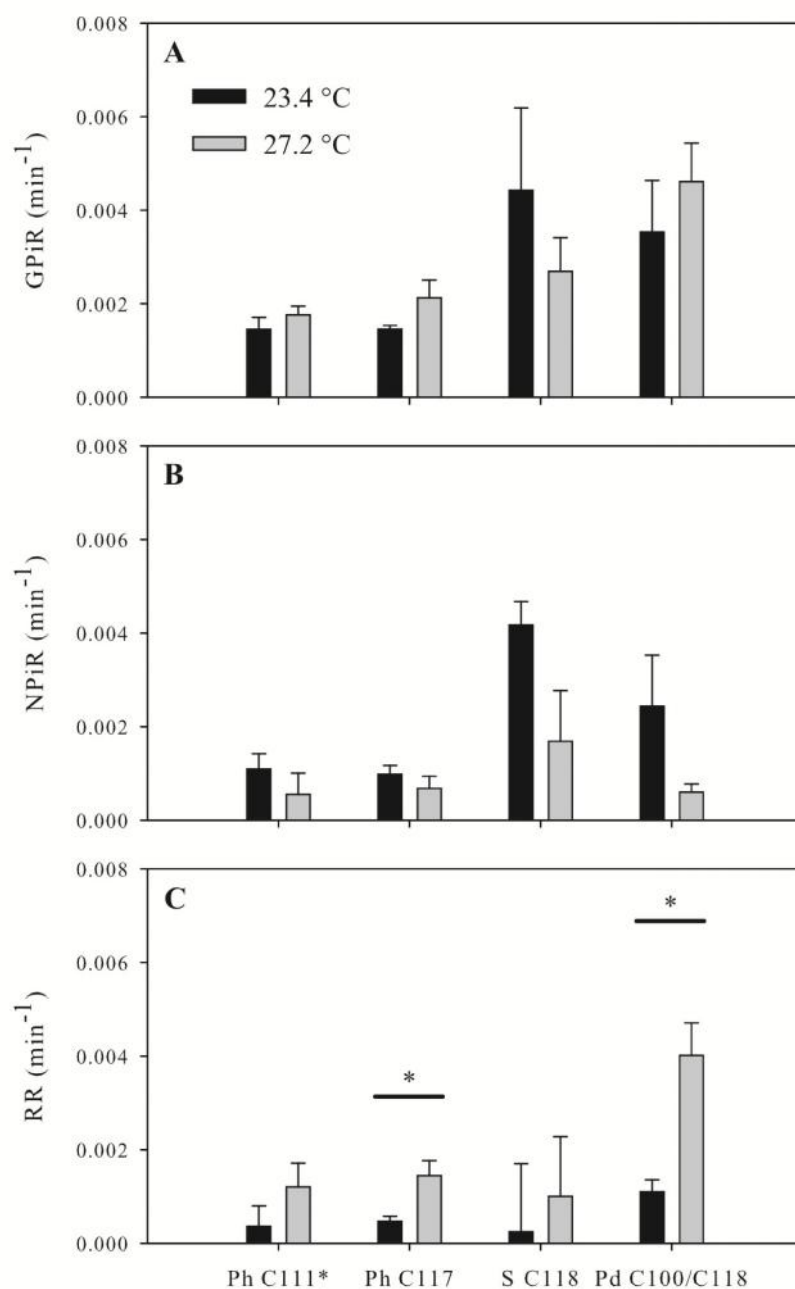 0.008
A
23.4 °C
27.2 °C
0.006
0.004
0.002
0.000
GPiR (min⁻¹)
0.008
B
0.006
0.004
0.002
0.000
NPiR (min⁻¹)
0.008
C
*
0.006
0.004
*
0.002
0.000
RR (min⁻¹)
Ph C111* Ph C117 S C118 Pd C100/C118